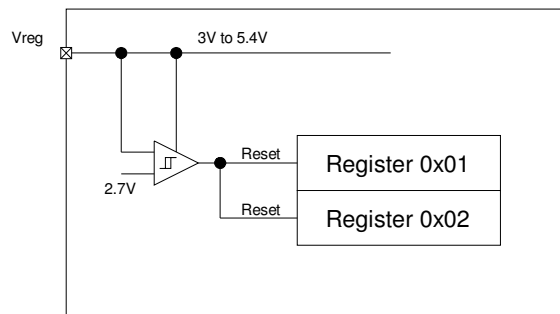 Vreg
3V to 5.4V
Reset
Register 0x01
2.7V
Reset
Register 0x02